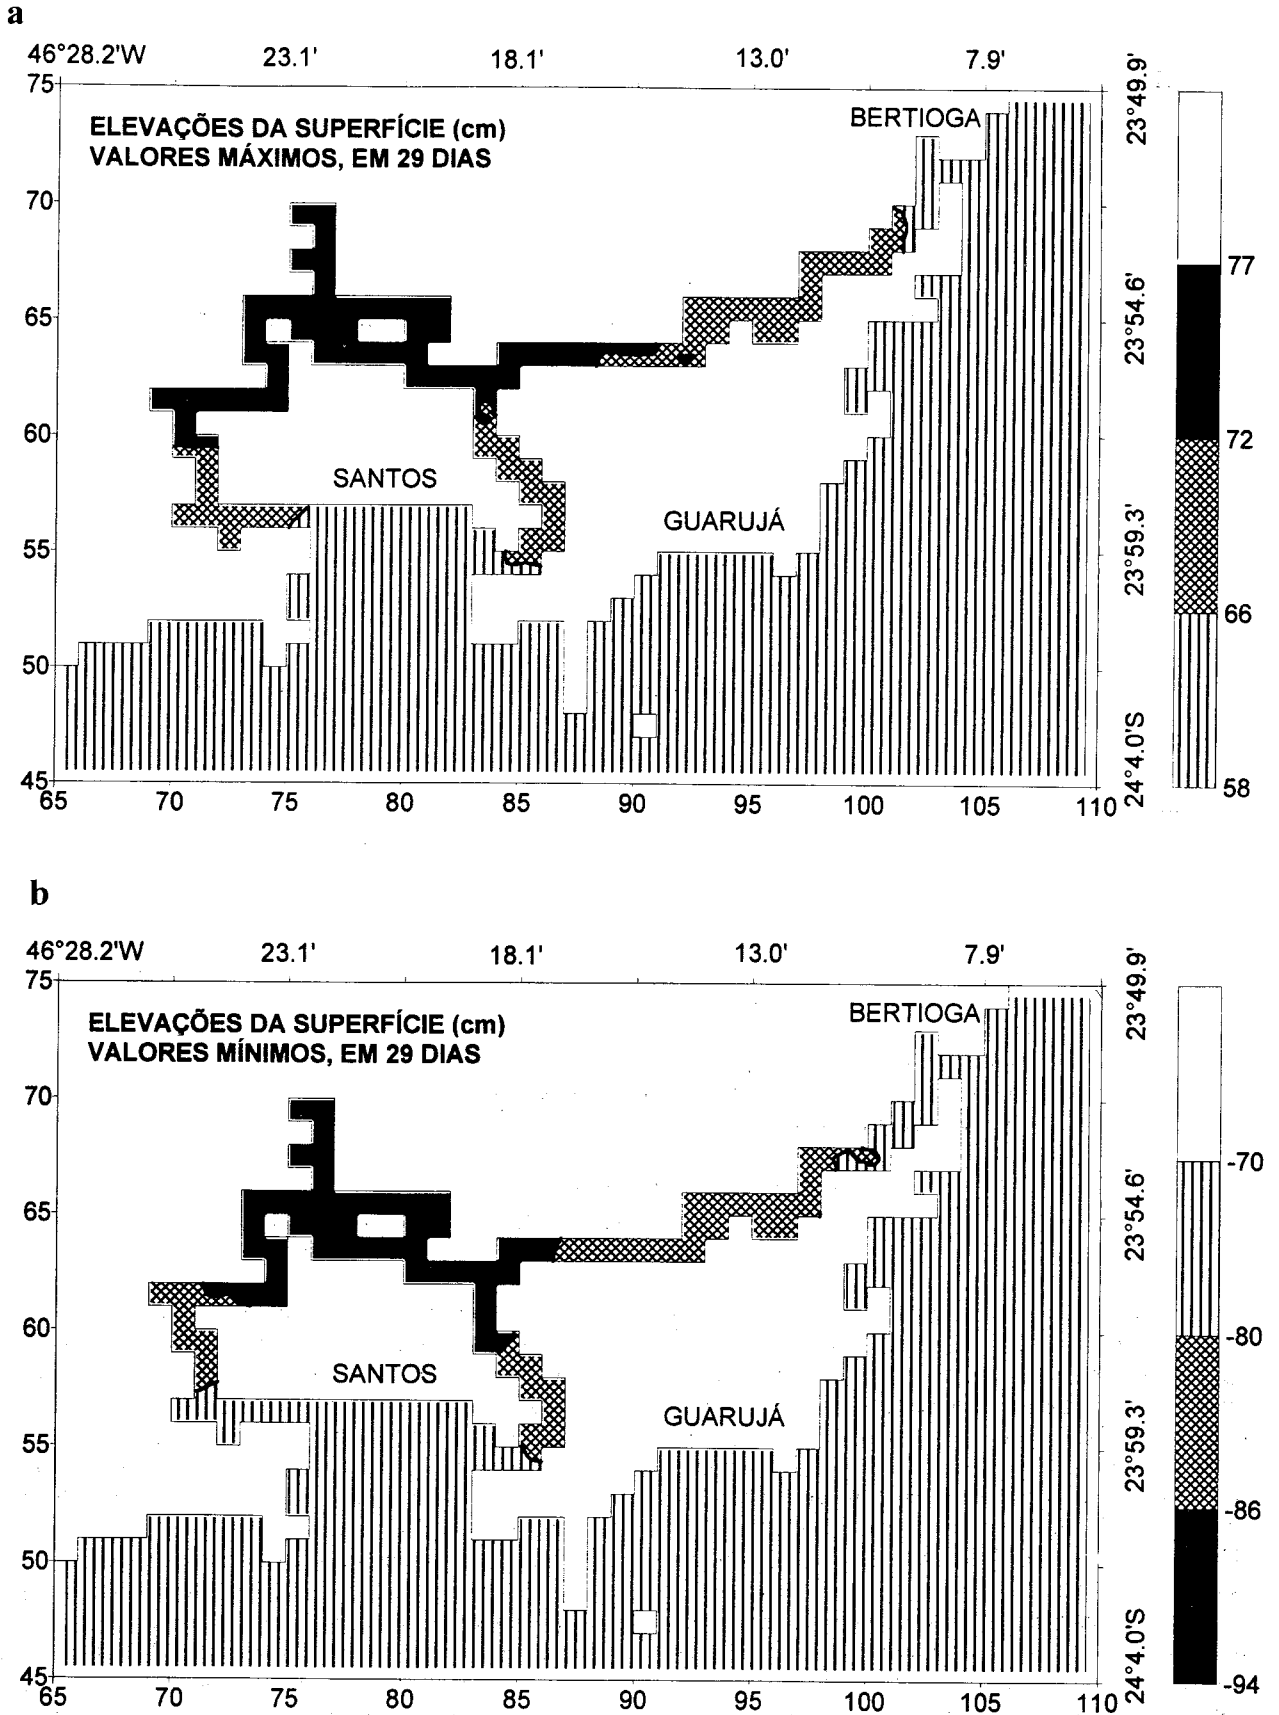 a
46°28.2'W 23.1' 18.1' 13.0' 7.9'
75
ELEVAÇÕES DA SUPERFÍCIE (cm)
VALORES MÁXIMOS, EM 29 DIAS
BERTIOGA
23°49.9'
70
77
65
23°54.6'
72
60
SANTOS
GUARUJÁ
55
23°59.3'
66
50
24°4.0'S
45
58
65 70 75 80 85 90 95 100 105 110
b
46°28.2'W 23.1' 18.1' 13.0' 7.9'
75
ELEVAÇÕES DA SUPERFÍCIE (cm)
VALORES MÍNIMOS, EM 29 DIAS
BERTIOGA
23°49.9'
70
-70
65
23°54.6'
-80
60
SANTOS
GUARUJÁ
55
23°59.3'
-86
50
24°4.0'S
45
-94
65 70 75 80 85 90 95 100 105 110